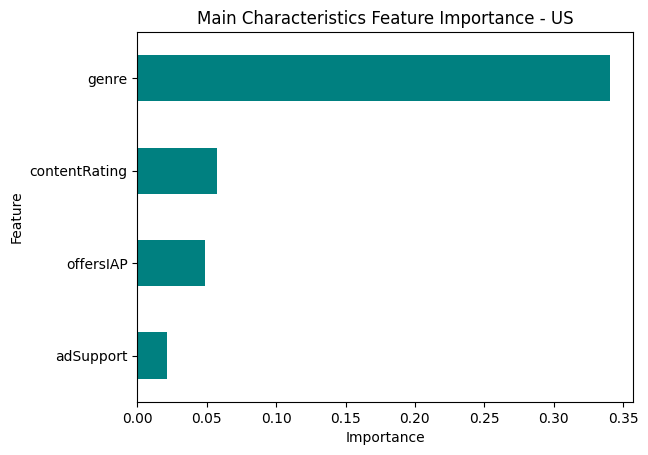 Main Characteristics Feature Importance - US
genre
contentRating
offersIAP
adSupport
Feature
0.00 0.05 0.10 0.15 0.20 0.25 0.30 0.35
Importance